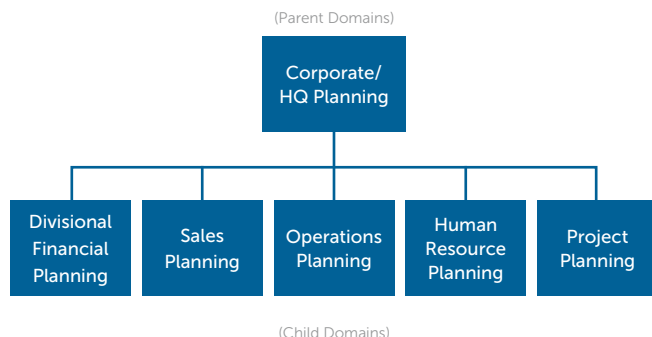 (Parent Domains)
Corporate/
HQ Planning
Divisional
Financial
Planning
Sales
Planning
Operations
Planning
Human
Resource
Planning
Project
Planning
(Child Domains)